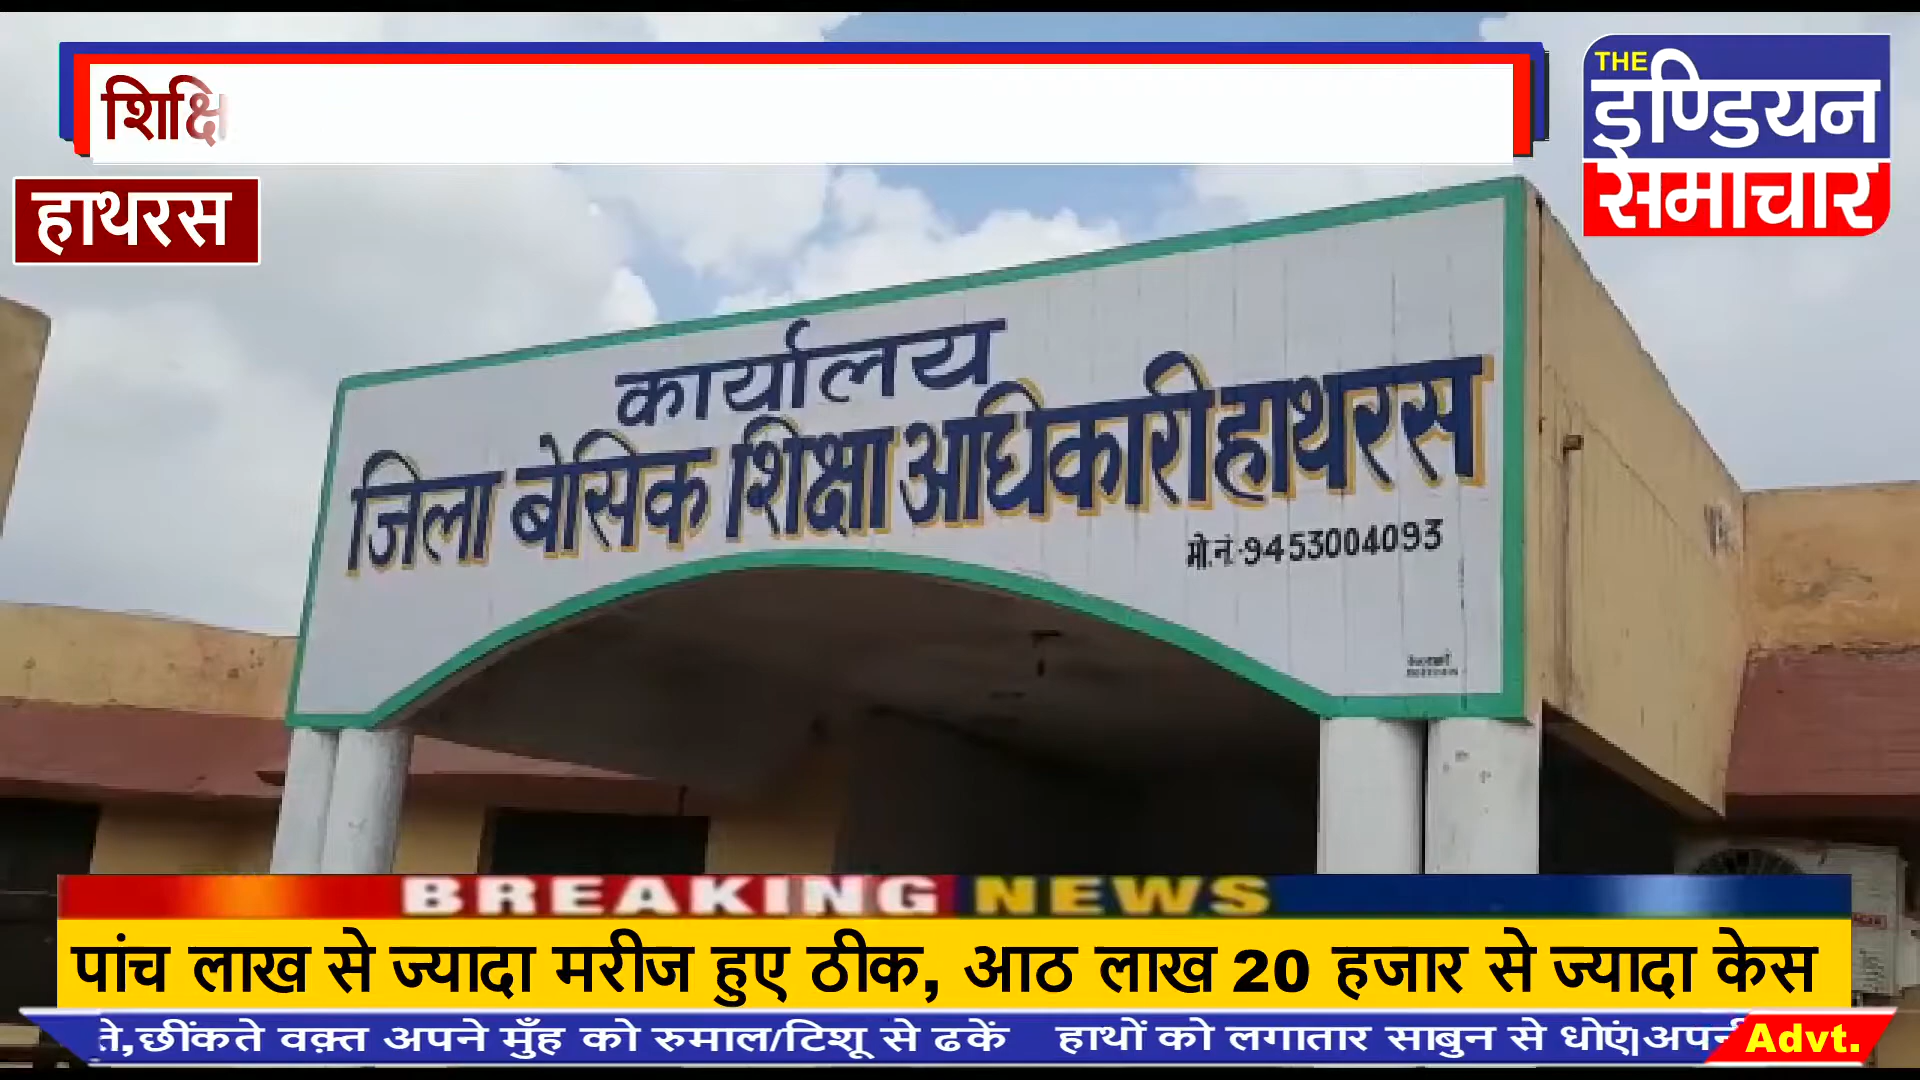 शिक्षि
THE
इण्डियन
समाचार
हाथरस
कार्यालय
जिला बेसिक शिक्षा अधिकारी हाथरस
मो.नं.-9453004093
BREAKING NEWS
पांच लाख से ज्यादा मरीज हुए ठीक, आठ लाख 20 हजार से ज्यादा केस
ते,छींकते वक़्त अपने मुँह को रुमाल/टिशू से ढकें हाथों को लगातार साबुन से धोएं|अपनी
Advt.